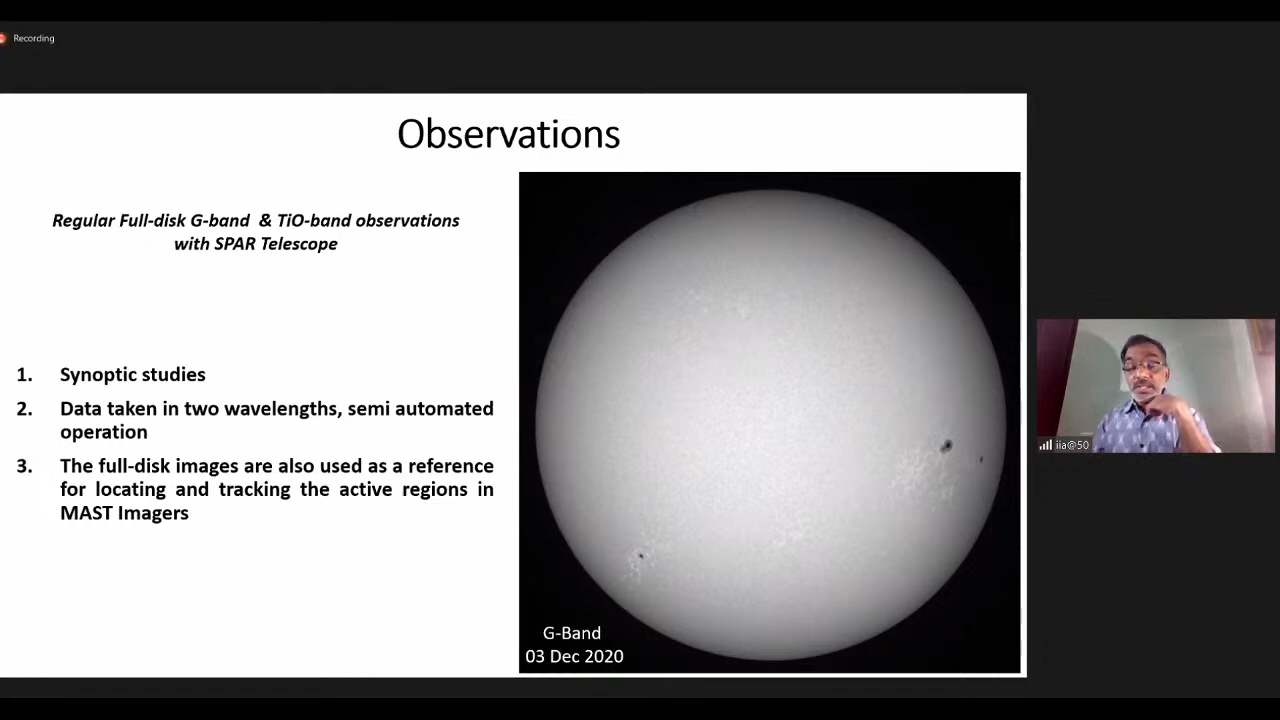 Recording
Observations
Regular Full-disk G-band & TiO-band observations
with SPAR Telescope
1. Synoptic studies
2. Data taken in two wavelengths, semi automated
operation
3. The full-disk images are also used as a reference
for locating and tracking the active regions in
MAST Imagers
G-Band
03 Dec 2020
iia@50